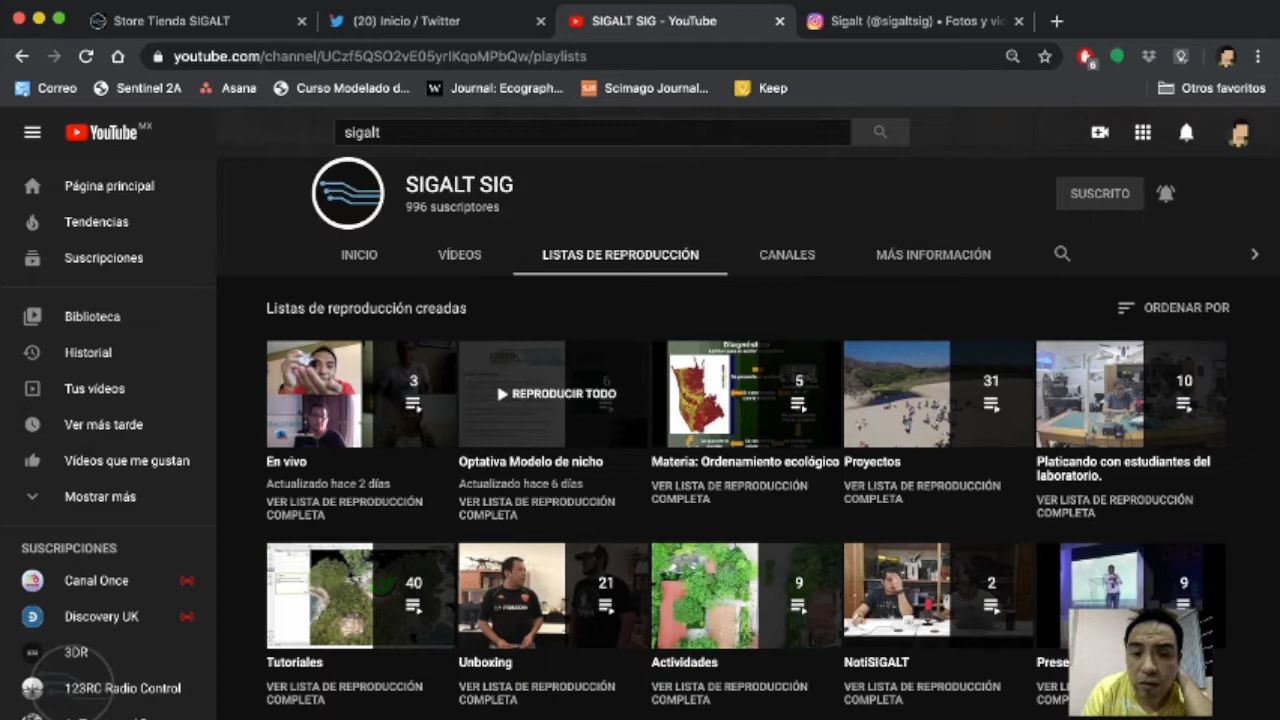 Store Tienda SIGALT
(20) Inicio / Twitter
SIGALT SIG - YouTube
Sigalt (@sigaltsig) • Fotos y vi
youtube.com/channel/UCzf5QSO2vE05yrlKqoMPbQw/playlists
6
Correo
Sentinel 2A
Asana
Curso Modelado d...
Journal: Ecograph...
Scimago Journal...
Keep
Otros favoritos
YouTube MX
sigalt
Página principal
Tendencias
Suscripciones
Biblioteca
Historial
Tus vídeos
Ver más tarde
Vídeos que me gustan
Mostrar más
SUSCRIPCIONES
Canal Once
Discovery UK
3DR
123RC Radio Control
SIGALT SIG
996 suscriptores
SUSCRITO
INICIO
VÍDEOS
LISTAS DE REPRODUCCIÓN
CANALES
MÁS INFORMACIÓN
Listas de reproducción creadas
ORDENAR POR
3
En vivo
Actualizado hace 2 días
VER LISTA DE REPRODUCCIÓN
COMPLETA
6
REPRODUCIR TODO
Optativa Modelo de nicho
Actualizado hace 6 días
VER LISTA DE REPRODUCCIÓN
COMPLETA
5
Materia: Ordenamiento ecológico
VER LISTA DE REPRODUCCIÓN
COMPLETA
31
Proyectos
VER LISTA DE REPRODUCCIÓN
COMPLETA
10
Platicando con estudiantes del
laboratorio.
VER LISTA DE REPRODUCCIÓN
COMPLETA
40
Tutoriales
VER LISTA DE REPRODUCCIÓN
COMPLETA
21
Unboxing
VER LISTA DE REPRODUCCIÓN
COMPLETA
9
Actividades
VER LISTA DE REPRODUCCIÓN
COMPLETA
2
NotiSIGALT
VER LISTA DE REPRODUCCIÓN
COMPLETA
9
Prese
VER L
COMP